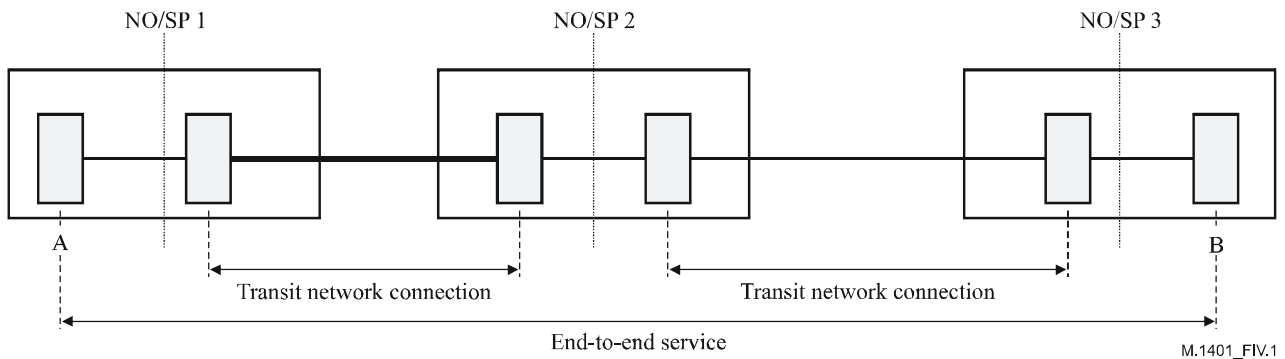 NO/SP 1
NO/SP 2
NO/SP 3
A
B
Transit network connection
Transit network connection
End-to-end service
M.1401_FIV.1